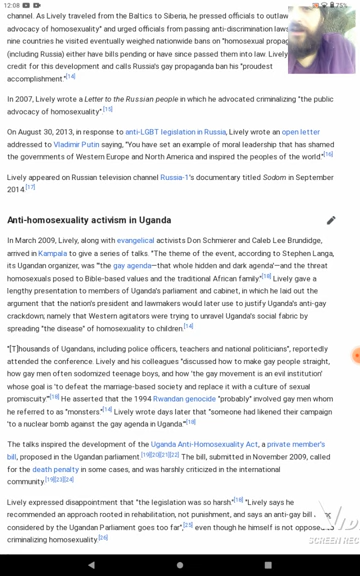 12:08
75%
channel. As Lively traveled from the Baltics to Siberia, he pressed officials to outlaw
advocacy of homosexuality" and urged officials from passing anti-discrimination laws
nine countries he visited eventually weighed nationwide bans on "homosexual propag
(including Russia) either have bills pending or have since passed them into law. Lively
credit for this development and calls Russia's gay propaganda ban his "proudest
accomplishment."[14]
In 2007, Lively wrote a Letter to the Russian people in which he advocated criminalizing "the public
advocacy of homosexuality".[15]
On August 30, 2013, in response to anti-LGBT legislation in Russia, Lively wrote an open letter
addressed to Vladimir Putin saying, "You have set an example of moral leadership that has shamed
the governments of Western Europe and North America and inspired the peoples of the world."[16]
Lively appeared on Russian television channel Russia-1's documentary titled Sodom in September
2014.[17]
Anti-homosexuality activism in Uganda
In March 2009, Lively, along with evangelical activists Don Schmierer and Caleb Lee Brundidge,
arrived in Kampala to give a series of talks. "The theme of the event, according to Stephen Langa,
its Ugandan organizer, was "'the gay agenda—that whole hidden and dark agenda'—and the threat
homosexuals posed to Bible-based values and the traditional African family."[18] Lively gave a
lengthy presentation to members of Uganda's parliament and cabinet, in which he laid out the
argument that the nation's president and lawmakers would later use to justify Uganda's anti-gay
crackdown; namely that Western agitators were trying to unravel Uganda's social fabric by
spreading "the disease" of homosexuality to children.[14]
"[T]housands of Ugandans, including police officers, teachers and national politicians", reportedly
attended the conference. Lively and his colleagues "discussed how to make gay people straight,
how gay men often sodomized teenage boys, and how 'the gay movement is an evil institution'
whose goal is 'to defeat the marriage-based society and replace it with a culture of sexual
promiscuity'"[18] He asserted that the 1994 Rwandan genocide "probably" involved gay men whom
he referred to as "monsters."[14] Lively wrote days later that "someone had likened their campaign
'to a nuclear bomb against the gay agenda in Uganda.'"[18]
The talks inspired the development of the Uganda Anti-Homosexuality Act, a private member's
bill, proposed in the Ugandan parliament.[19][20][21][22] The bill, submitted in November 2009, called
for the death penalty in some cases, and was harshly criticized in the international
community.[19][23][24]
Lively expressed disappointment that "the legislation was so harsh"[18] "Lively says he
recommended an approach rooted in rehabilitation, not punishment, and says an anti-gay bill
considered by the Ugandan Parliament goes too far",[25] even though he himself is not opposed to
criminalizing homosexuality.[26]
SCREEN REC